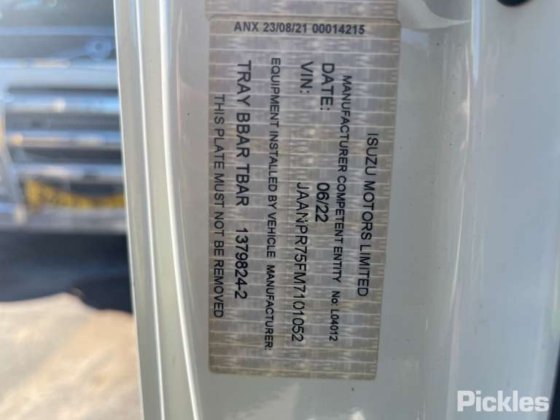 ANX 23/08/21 00014215
ISUZU MOTORS LIMITED
MANUFACTURER COMPETENT ENTITY No: L04012
DATE: 06/22
VIN: JAANPR75FM7101052
EQUIPMENT INSTALLED BY VEHICLE MANUFACTURER:
TRAY BBAR TBAR 1379824-2
THIS PLATE MUST NOT BE REMOVED
Pickles